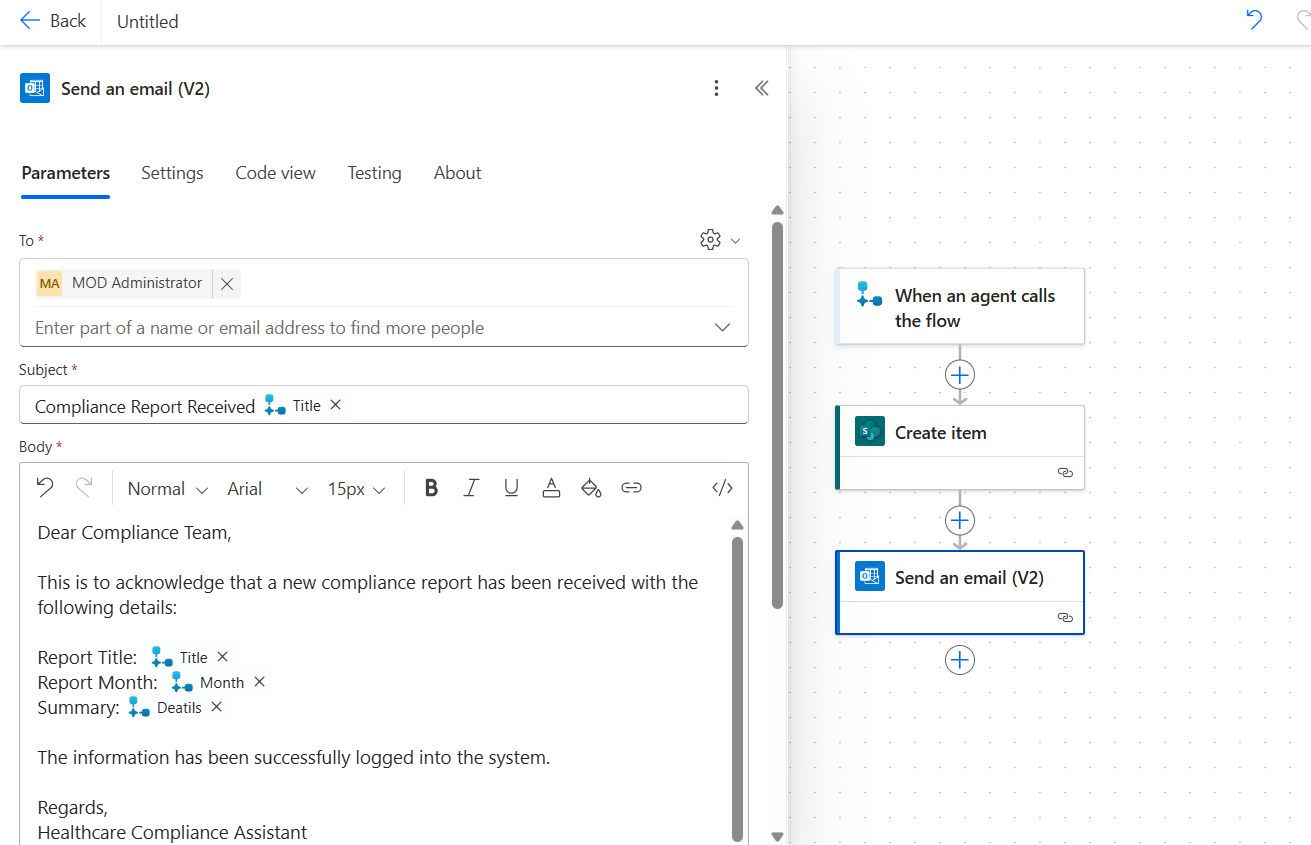 Back
Untitled
Send an email (V2)
Parameters
Settings
Code view
Testing
About
To *
MA MOD Administrator
Enter part of a name or email address to find more people
Subject *
Compliance Report Received Title
Body *
Normal
Arial
15px
B I U A </>
Dear Compliance Team,
This is to acknowledge that a new compliance report has been received with the
following details:
Report Title: Title
Report Month: Month
Summary: Deatils
The information has been successfully logged into the system.
Regards,
Healthcare Compliance Assistant
When an agent calls
the flow
Create item
Send an email (V2)